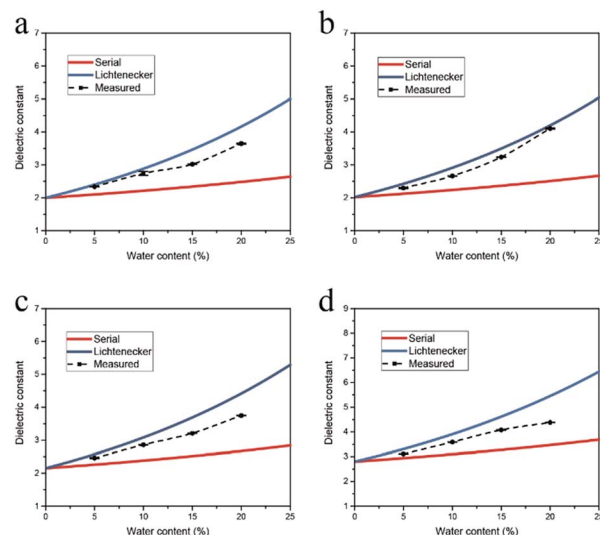 a
7
6
5
4
3
2
1
Dielectric constant
Serial
Lichtenecker
Measured
0 5 10 15 20 25
Water content (%)
b
7
6
5
4
3
2
1
Dielectric constant
Serial
Lichtenecker
Measured
0 5 10 15 20 25
Water content (%)
c
7
6
5
4
3
2
1
Dielectric constant
Serial
Lichtenecker
Measured
0 5 10 15 20 25
Water content (%)
d
9
8
7
6
5
4
3
2
1
Dielectric constant
Serial
Lichtenecker
Measured
0 5 10 15 20 25
Water content (%)